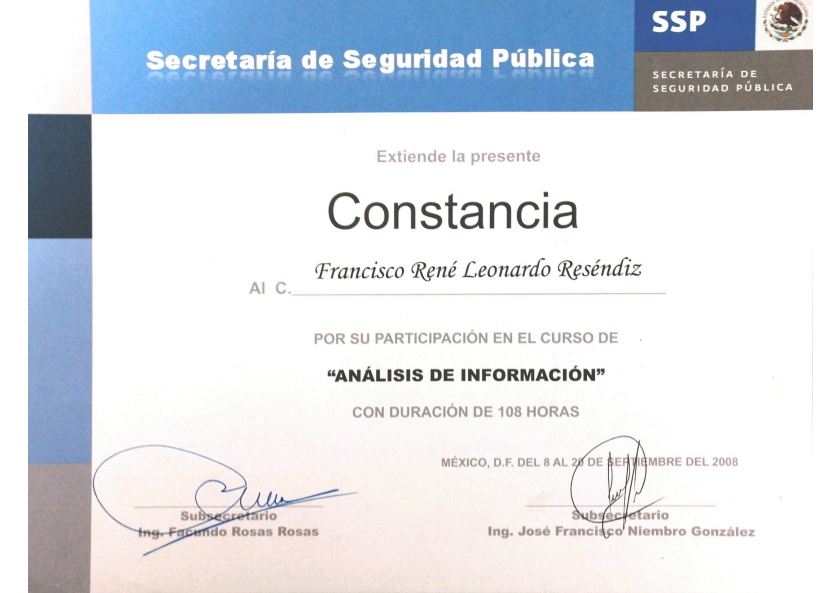 SSP
Secretaría de Seguridad Pública
SECRETARÍA DE
SEGURIDAD PÚBLICA
Extiende la presente
Constancia
Francisco René Leonardo Reséndiz
Al C.
POR SU PARTICIPACIÓN EN EL CURSO DE
“ANÁLISIS DE INFORMACIÓN”
CON DURACIÓN DE 108 HORAS
MÉXICO, D.F. DEL 8 AL 20 DE SEPTIEMBRE DEL 2008
Subsecretario
Ing. Facundo Rosas Rosas
Subsecretario
Ing. José Francisco Niembro González